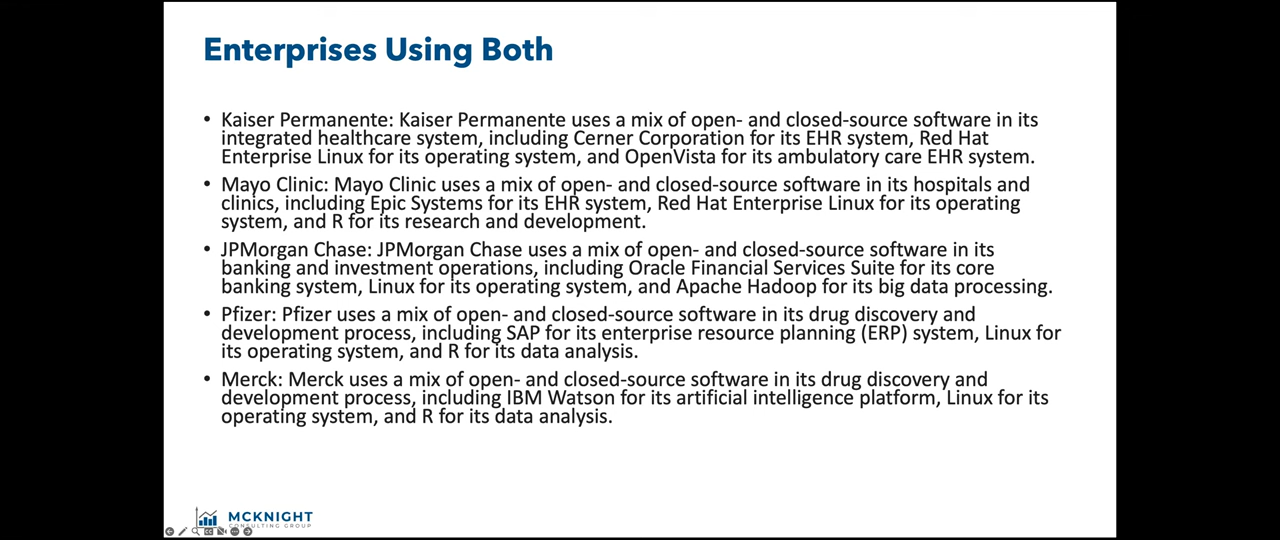 Enterprises Using Both
• Kaiser Permanente: Kaiser Permanente uses a mix of open- and closed-source software in its
integrated healthcare system, including Cerner Corporation for its EHR system, Red Hat
Enterprise Linux for its operating system, and OpenVista for its ambulatory care EHR system.
• Mayo Clinic: Mayo Clinic uses a mix of open- and closed-source software in its hospitals and
clinics, including Epic Systems for its EHR system, Red Hat Enterprise Linux for its operating
system, and R for its research and development.
• JPMorgan Chase: JPMorgan Chase uses a mix of open- and closed-source software in its
banking and investment operations, including Oracle Financial Services Suite for its core
banking system, Linux for its operating system, and Apache Hadoop for its big data processing.
• Pfizer: Pfizer uses a mix of open- and closed-source software in its drug discovery and
development process, including SAP for its enterprise resource planning (ERP) system, Linux for
its operating system, and R for its data analysis.
• Merck: Merck uses a mix of open- and closed-source software in its drug discovery and
development process, including IBM Watson for its artificial intelligence platform, Linux for its
operating system, and R for its data analysis.
MCKNIGHT
CONSULTING GROUP